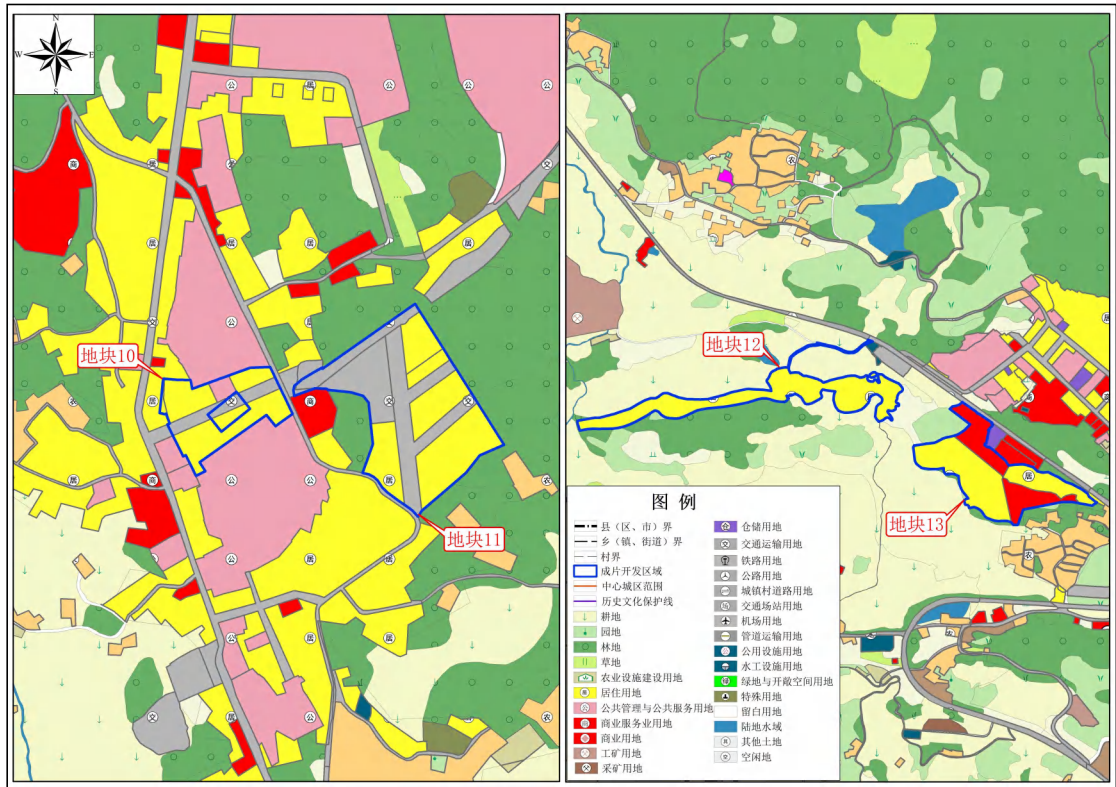 N
W
E
S
地块10
地块11
地块12
地块13
图 例
县（区、市）界
乡（镇、街道）界
村界
成片开发区域
中心城区范围
历史文化保护线
耕地
园地
林地
草地
农业设施建设用地
居住用地
公共管理与公共服务用地
商业服务业用地
商业用地
工矿用地
采矿用地
仓储用地
交通运输用地
铁路用地
公路用地
城镇村道路用地
交通场站用地
机场用地
管道运输用地
公用设施用地
水工设施用地
绿地与开敞空间用地
特殊用地
留白用地
陆地水域
其他土地
空闲地